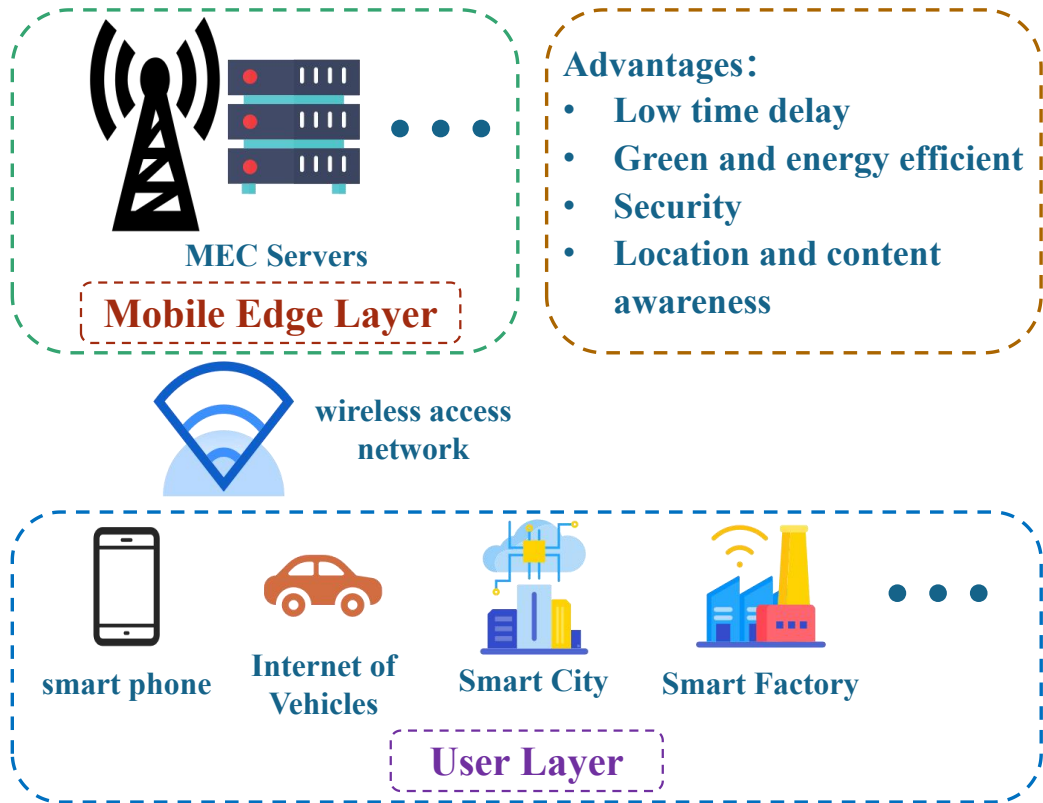 MEC Servers
Mobile Edge Layer
Advantages:
• Low time delay
• Green and energy efficient
• Security
• Location and content
awareness
wireless access
network
smart phone
Internet of
Vehicles
Smart City
Smart Factory
User Layer